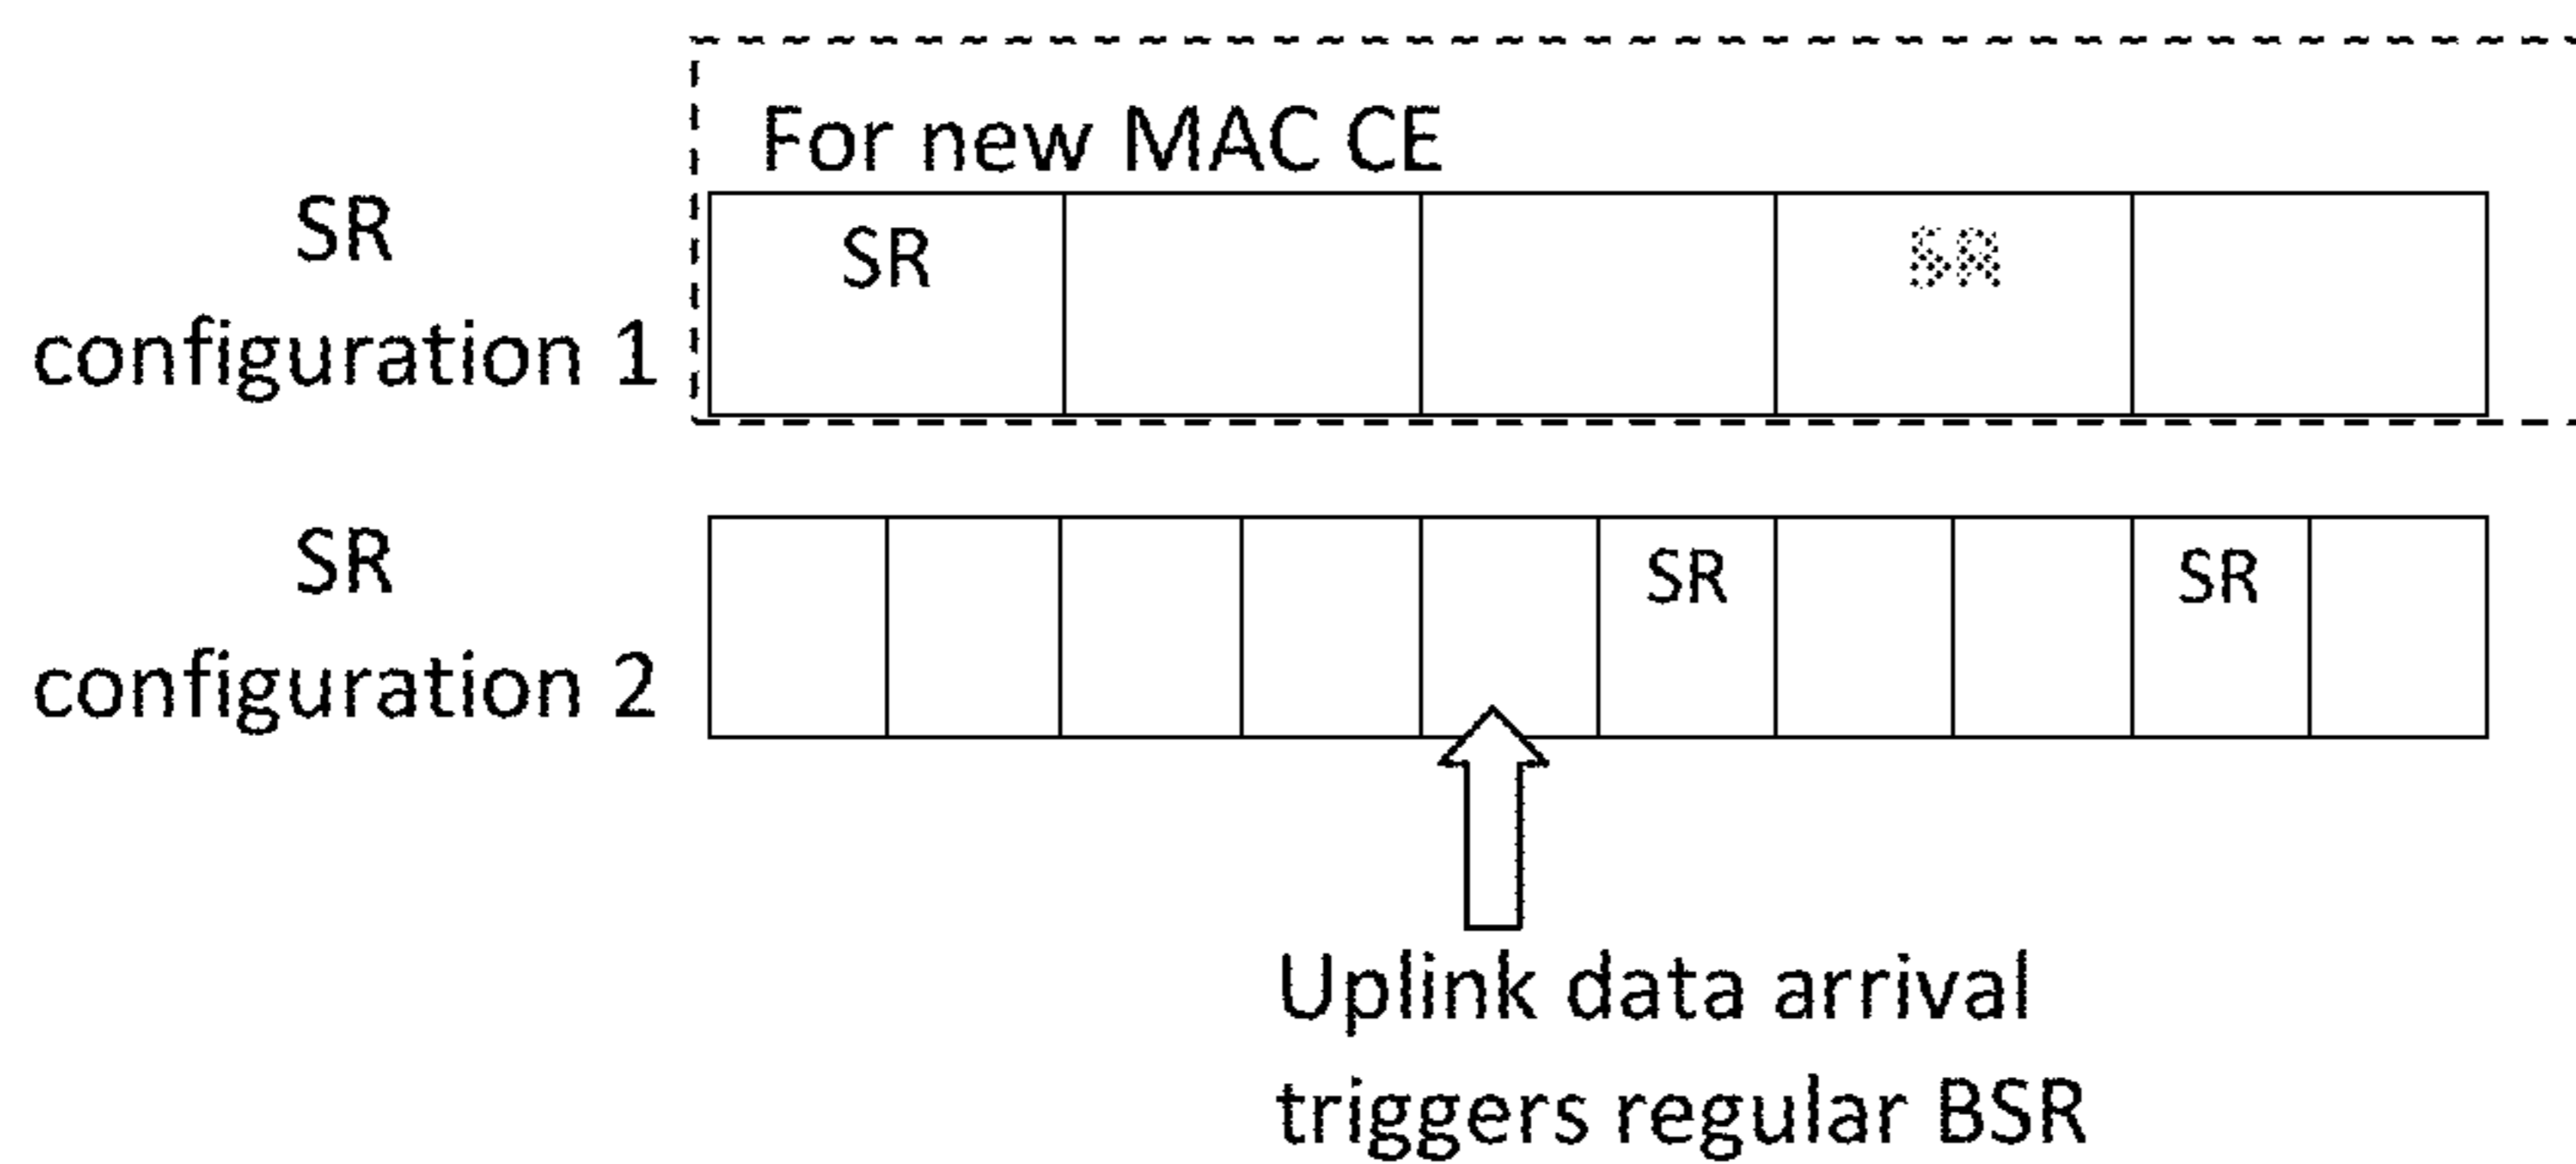 For new MAC CE
SR
configuration 1
SR
SR
SR
configuration 2
SR
SR
Uplink data arrival
triggers regular BSR